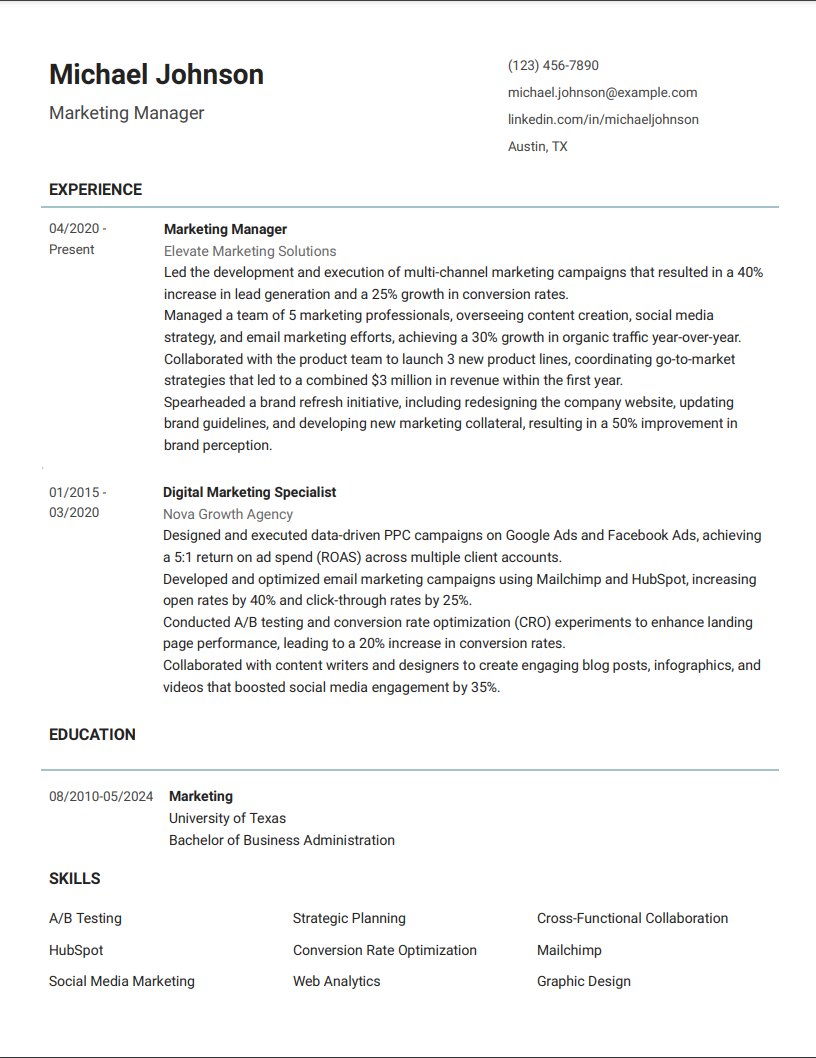 Michael Johnson
Marketing Manager
(123) 456-7890
michael.johnson@example.com
linkedin.com/in/michaeljohnson
Austin, TX
EXPERIENCE
04/2020 -
Present
Marketing Manager
Elevate Marketing Solutions
Led the development and execution of multi-channel marketing campaigns that resulted in a 40%
increase in lead generation and a 25% growth in conversion rates.
Managed a team of 5 marketing professionals, overseeing content creation, social media
strategy, and email marketing efforts, achieving a 30% growth in organic traffic year-over-year.
Collaborated with the product team to launch 3 new product lines, coordinating go-to-market
strategies that led to a combined $3 million in revenue within the first year.
Spearheaded a brand refresh initiative, including redesigning the company website, updating
brand guidelines, and developing new marketing collateral, resulting in a 50% improvement in
brand perception.
01/2015 -
03/2020
Digital Marketing Specialist
Nova Growth Agency
Designed and executed data-driven PPC campaigns on Google Ads and Facebook Ads, achieving
a 5:1 return on ad spend (ROAS) across multiple client accounts.
Developed and optimized email marketing campaigns using Mailchimp and HubSpot, increasing
open rates by 40% and click-through rates by 25%.
Conducted A/B testing and conversion rate optimization (CRO) experiments to enhance landing
page performance, leading to a 20% increase in conversion rates.
Collaborated with content writers and designers to create engaging blog posts, infographics, and
videos that boosted social media engagement by 35%.
EDUCATION
08/2010-05/2024
Marketing
University of Texas
Bachelor of Business Administration
SKILLS
A/B Testing
Strategic Planning
Cross-Functional Collaboration
HubSpot
Conversion Rate Optimization
Mailchimp
Social Media Marketing
Web Analytics
Graphic Design